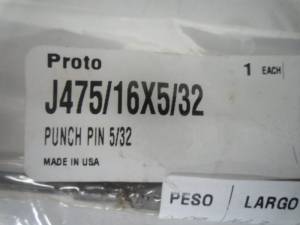 Proto
1 EACH
J475/16X5/32
PUNCH PIN 5/32
MADE IN USA
PESO LARGO